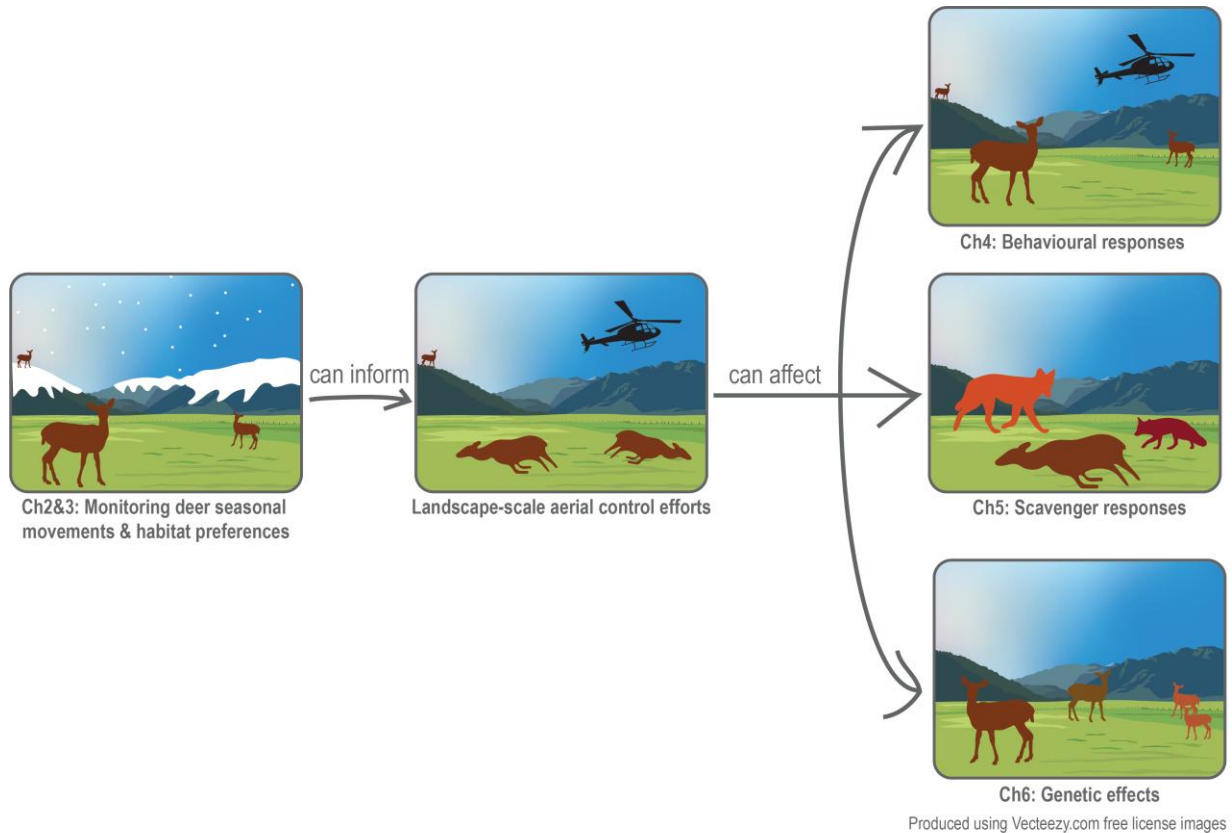 Ch4: Behavioural responses
can inform
can affect
Ch2&3: Monitoring deer seasonal
movements & habitat preferences
Landscape-scale aerial control efforts
Ch5: Scavenger responses
Ch6: Genetic effects
Produced using Vecteezy.com free license images